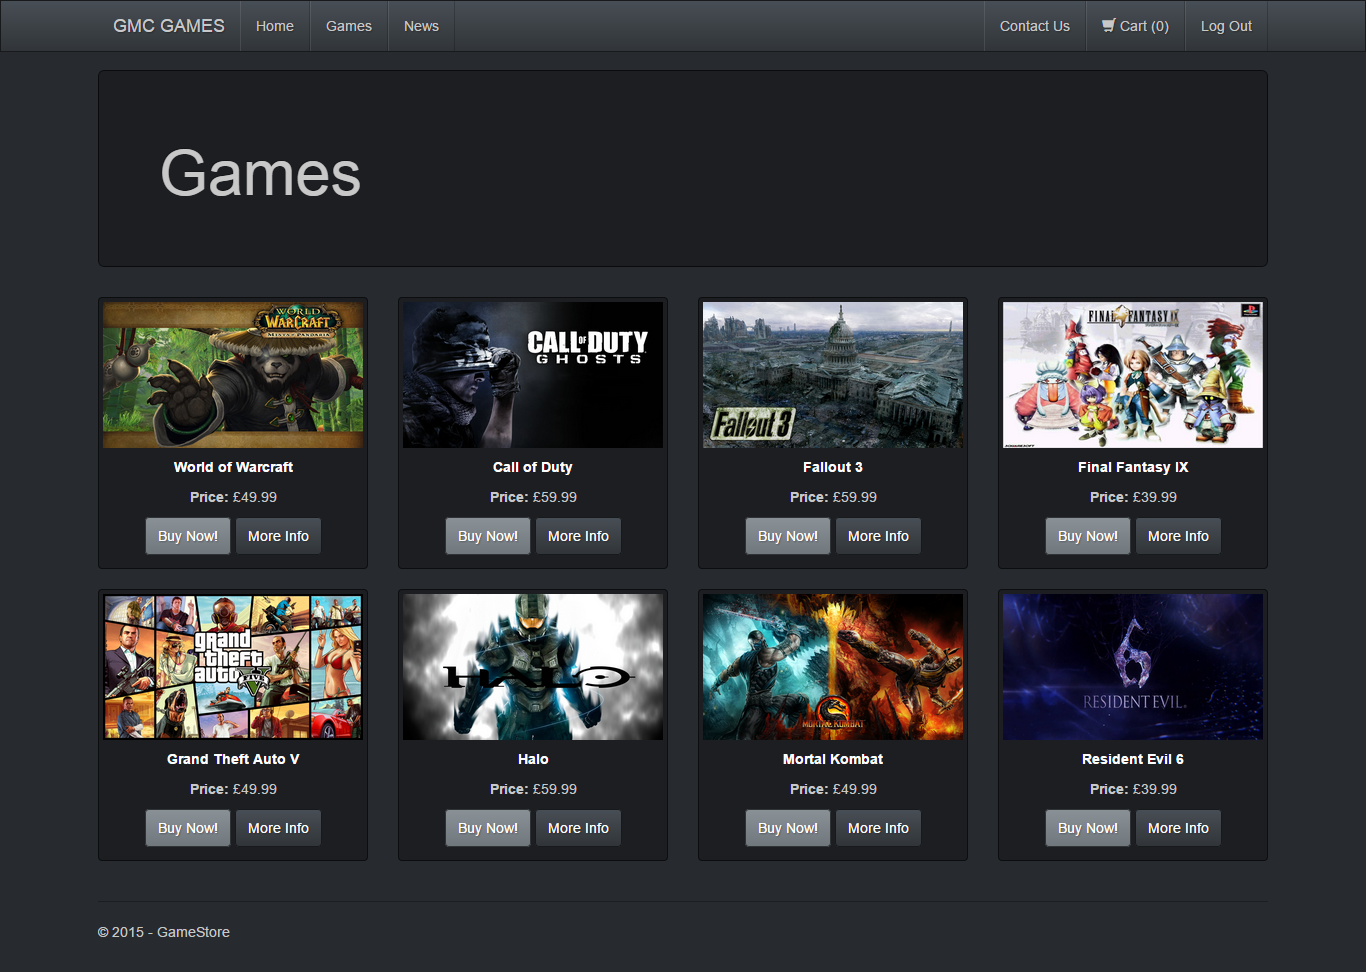 GMC GAMES Home Games News Contact Us Cart (0) Log Out
Games
WORLD
OF
WARCRAFT
MISTS OF PANDARIA
CALL OF DUTY
GHOSTS
Fallout 3
FINAL FANTASY IX
SQUARESOFT
World of Warcraft
Call of Duty
Fallout 3
Final Fantasy IX
Price: £49.99
Price: £59.99
Price: £59.99
Price: £39.99
Buy Now! More Info
Buy Now! More Info
Buy Now! More Info
Buy Now! More Info
grand
theft
auto
FIVE
HALO
MORTAL KOMBAT
6
RESIDENT EVIL
Grand Theft Auto V
Halo
Mortal Kombat
Resident Evil 6
Price: £49.99
Price: £59.99
Price: £49.99
Price: £39.99
Buy Now! More Info
Buy Now! More Info
Buy Now! More Info
Buy Now! More Info
© 2015 - GameStore